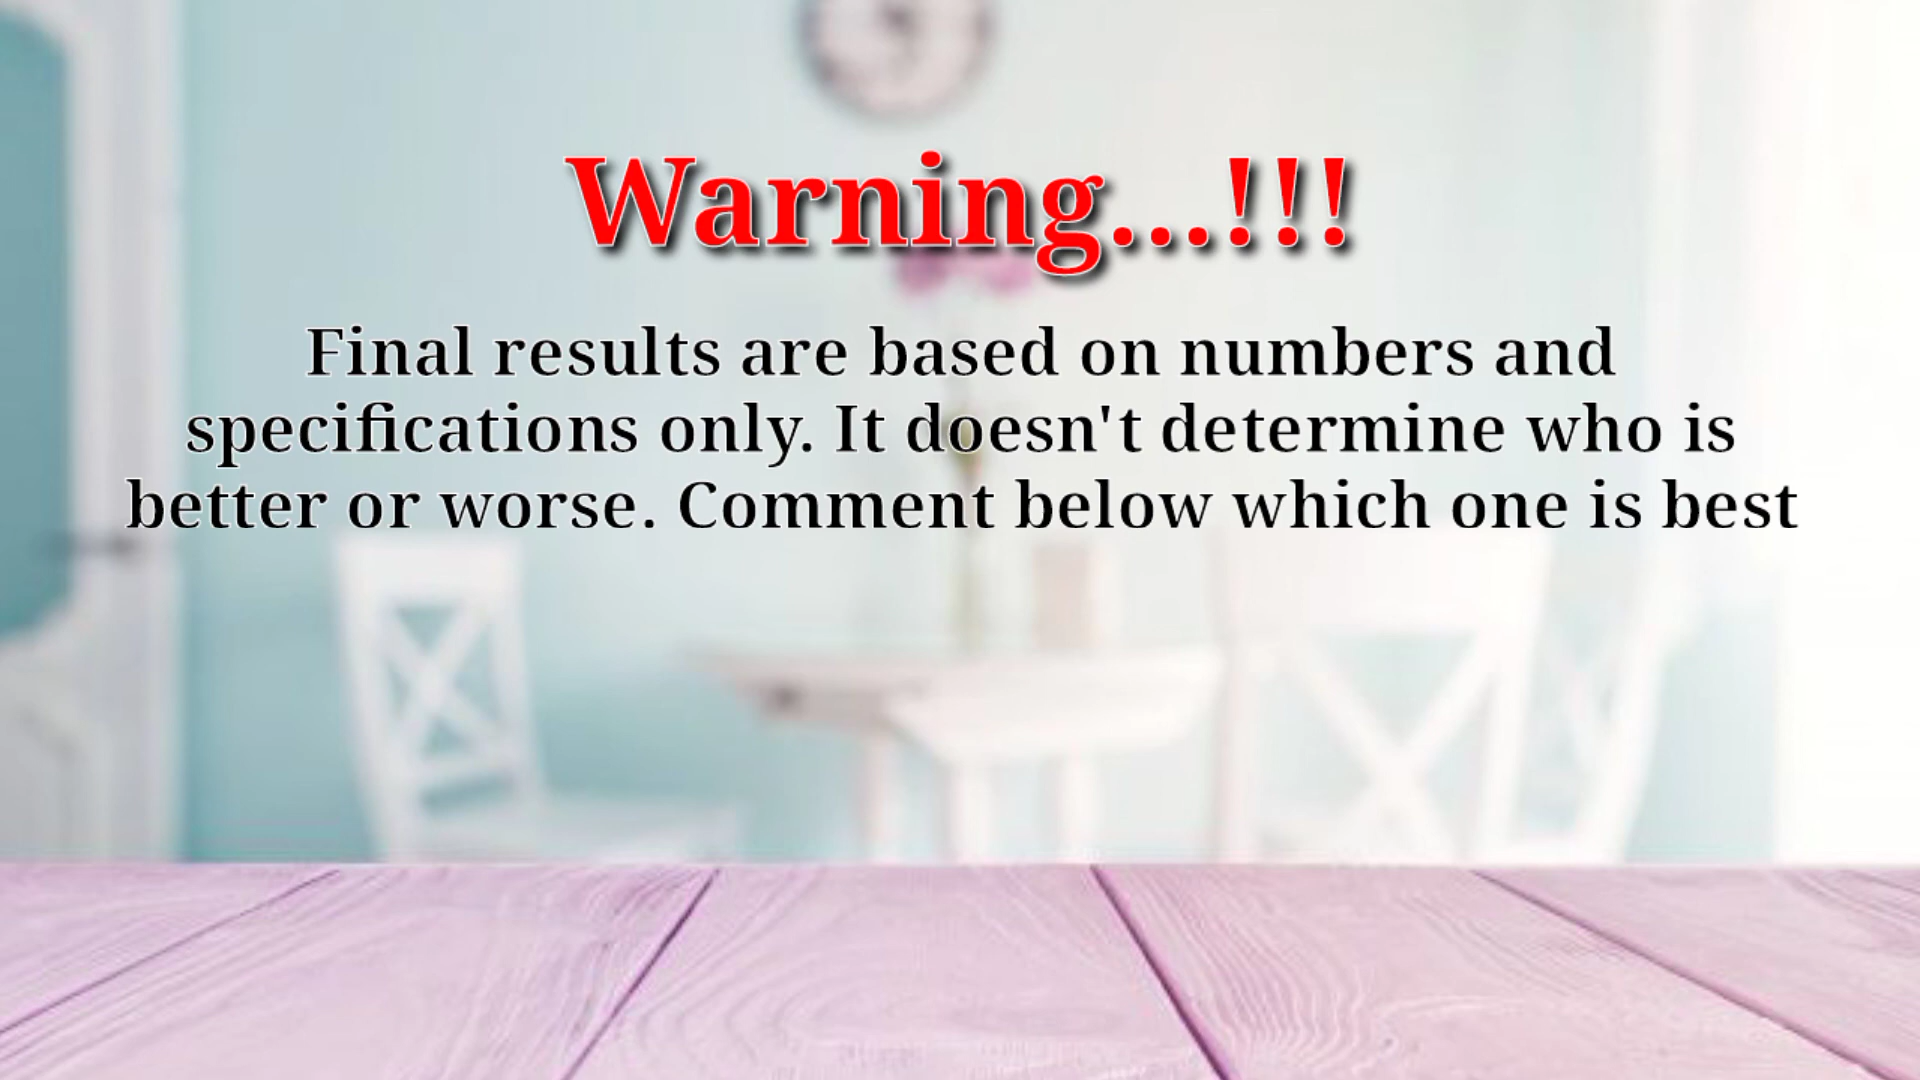 Warning...!!!
Final results are based on numbers and
specifications only. It doesn't determine who is
better or worse. Comment below which one is best